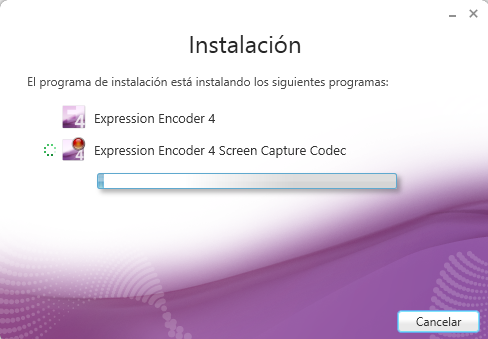 Instalación
El programa de instalación está instalando los siguientes programas:
Expression Encoder 4
Expression Encoder 4 Screen Capture Codec
Cancelar